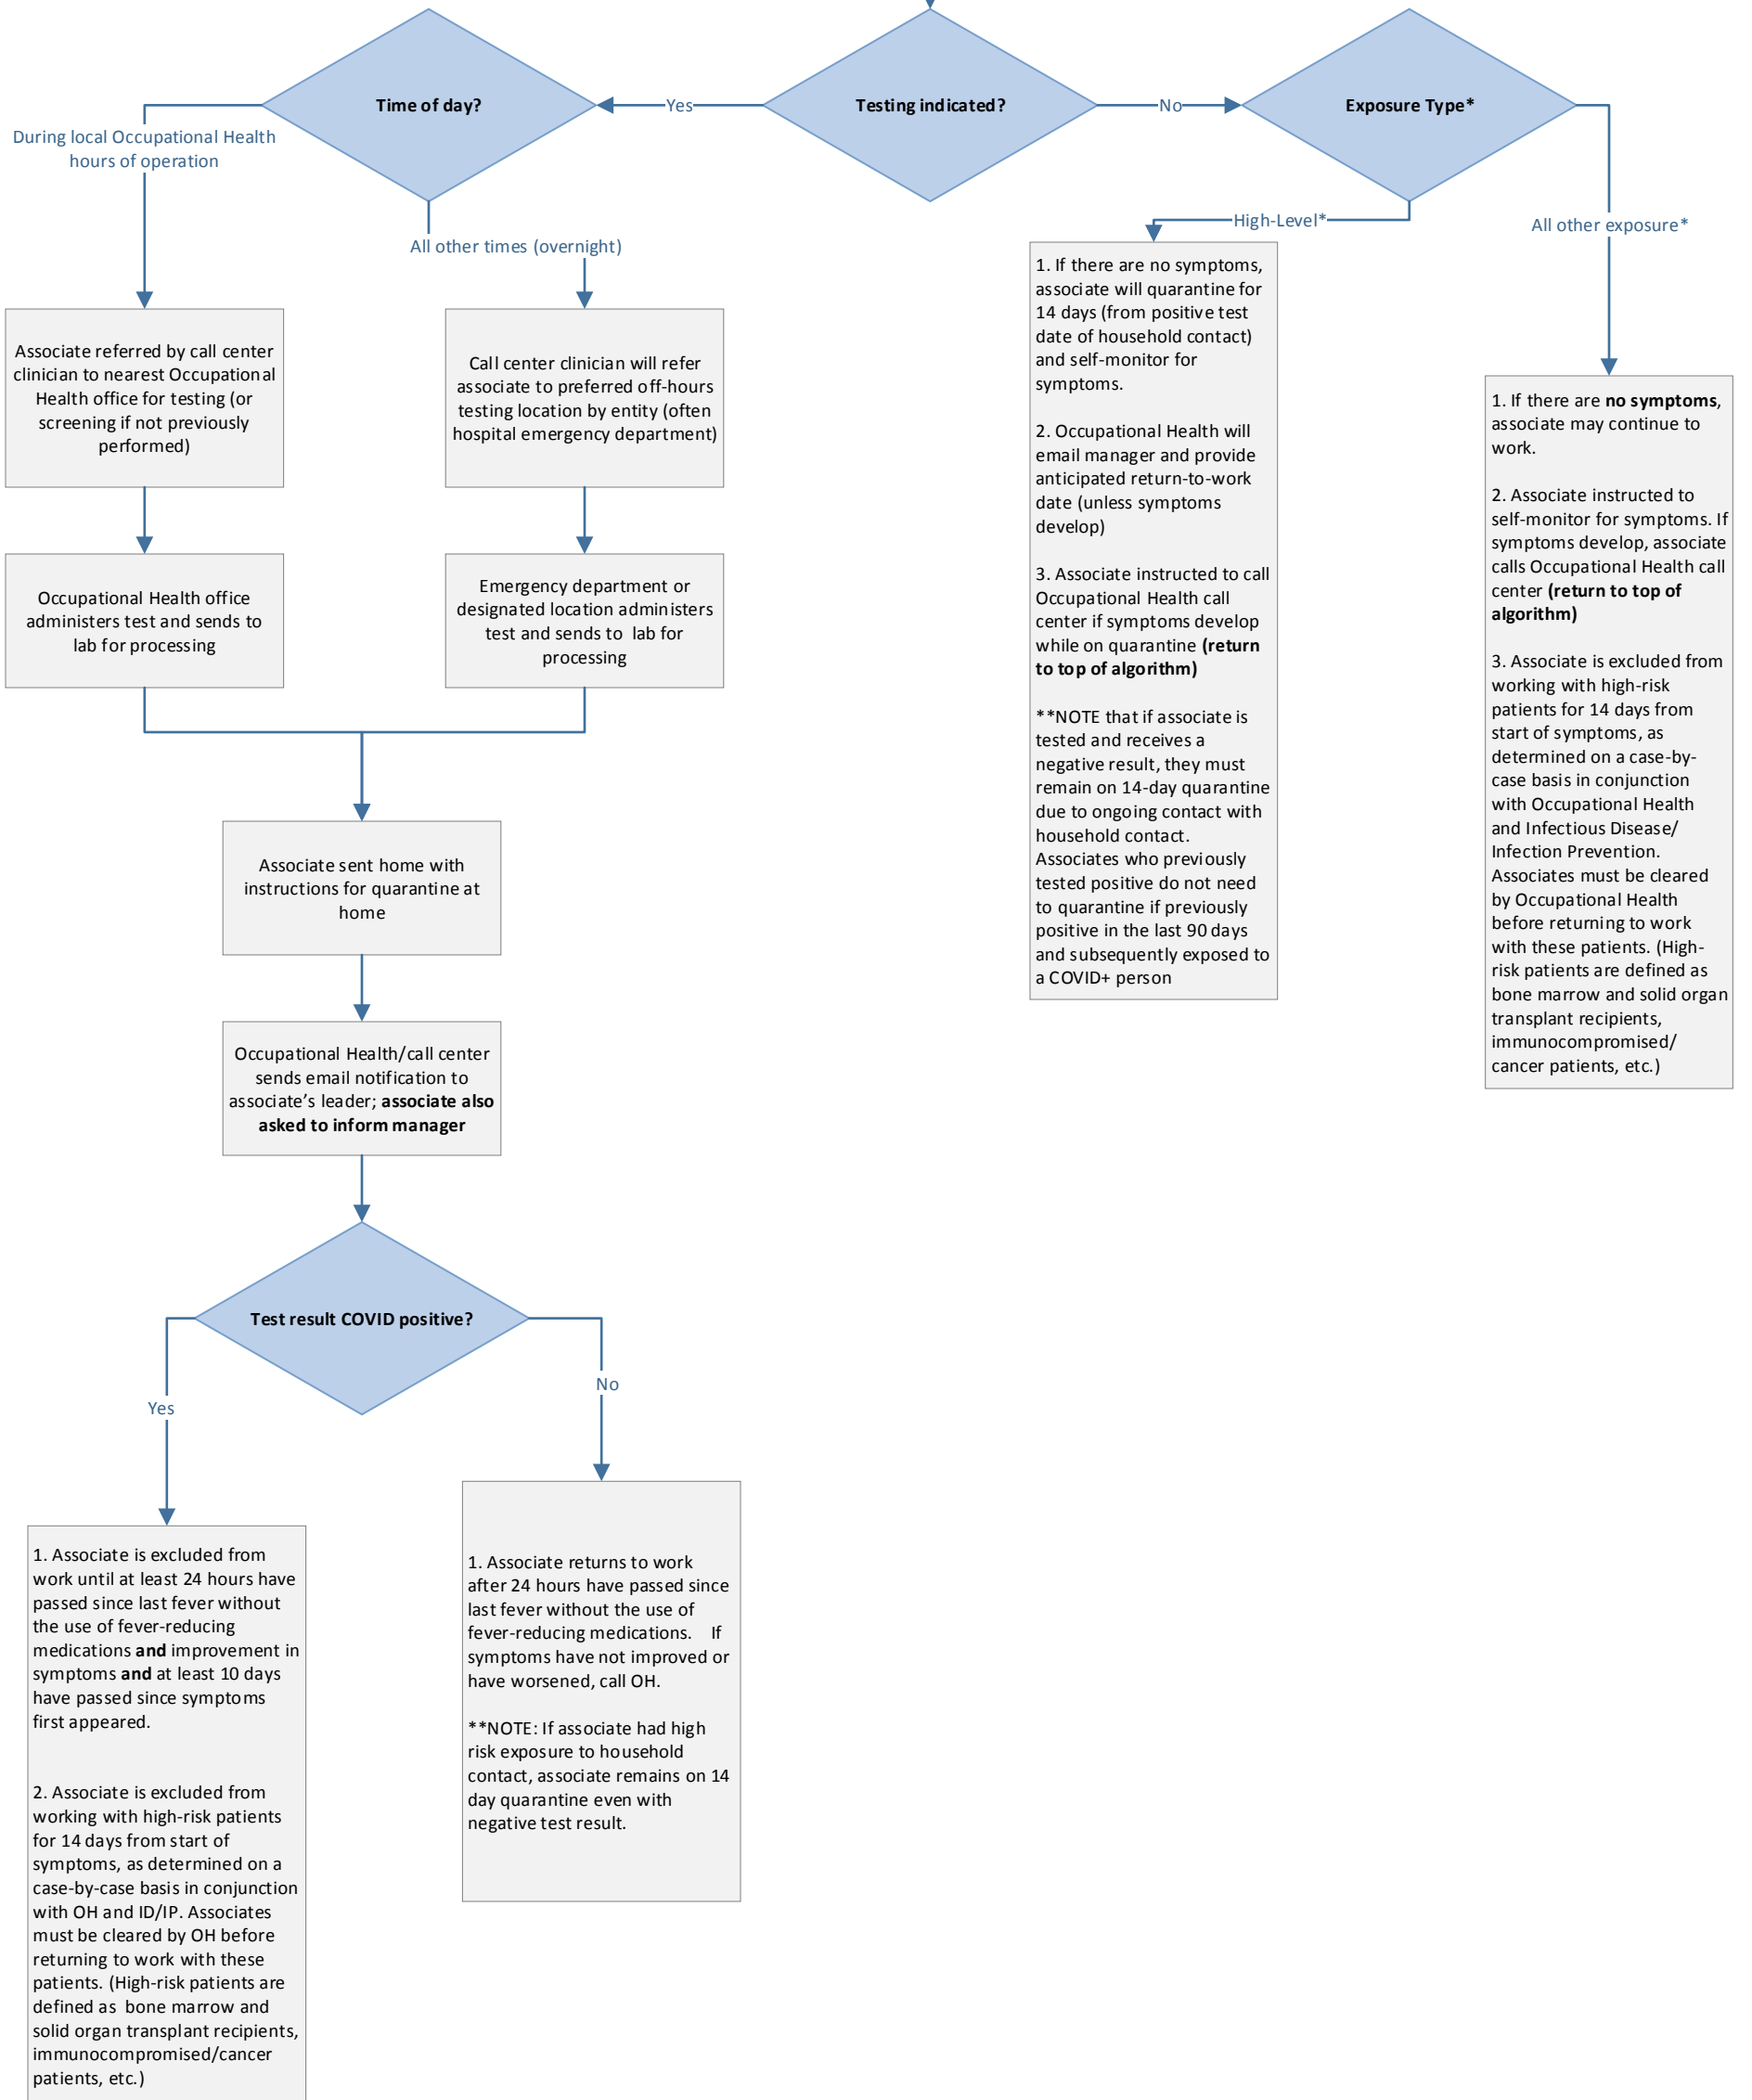 Time of day?
Yes
Testing indicated?
No
Exposure Type*
During local Occupational Health
hours of operation
All other times (overnight)
High-Level*
All other exposure*
Associate referred by call center
clinician to nearest Occupational
Health office for testing (or
screening if not previously
performed)
Call center clinician will refer
associate to preferred off-hours
testing location by entity (often
hospital emergency department)
Occupational Health office
administers test and sends to
lab for processing
Emergency department or
designated location administers
test and sends to lab for
processing
1. If there are no symptoms,
associate will quarantine for
14 days (from positive test
date of household contact)
and self-monitor for
symptoms.
2. Occupational Health will
email manager and provide
anticipated return-to-work
date (unless symptoms
develop)
3. Associate instructed to call
Occupational Health call
center if symptoms develop
while on quarantine (return
to top of algorithm)
**NOTE that if associate is
tested and receives a
negative result, they must
remain on 14-day quarantine
due to ongoing contact with
household contact.
Associates who previously
tested positive do not need
to quarantine if previously
positive in the last 90 days
and subsequently exposed to
a COVID+ person
1. If there are no symptoms,
associate may continue to
work.
2. Associate instructed to
self-monitor for symptoms. If
symptoms develop, associate
calls Occupational Health call
center (return to top of
algorithm)
3. Associate is excluded from
working with high-risk
patients for 14 days from
start of symptoms, as
determined on a case-by-
case basis in conjunction
with Occupational Health
and Infectious Disease/
Infection Prevention.
Associates must be cleared
by Occupational Health
before returning to work
with these patients. (High-
risk patients are defined as
bone marrow and solid organ
transplant recipients,
immunocompromised/
cancer patients, etc.)
Associate sent home with
instructions for quarantine at
home
Occupational Health/call center
sends email notification to
associate's leader; associate also
asked to inform manager
Test result COVID positive?
Yes
No
1. Associate is excluded from
work until at least 24 hours have
passed since last fever without
the use of fever-reducing
medications and improvement in
symptoms and at least 10 days
have passed since symptoms
first appeared.
2. Associate is excluded from
working with high-risk patients
for 14 days from start of
symptoms, as determined on a
case-by-case basis in conjunction
with OH and ID/IP. Associates
must be cleared by OH before
returning to work with these
patients. (High-risk patients are
defined as bone marrow and
solid organ transplant recipients,
immunocompromised/cancer
patients, etc.)
1. Associate returns to work
after 24 hours have passed since
last fever without the use of
fever-reducing medications. If
symptoms have not improved or
have worsened, call OH.
**NOTE: If associate had high
risk exposure to household
contact, associate remains on 14
day quarantine even with
negative test result.